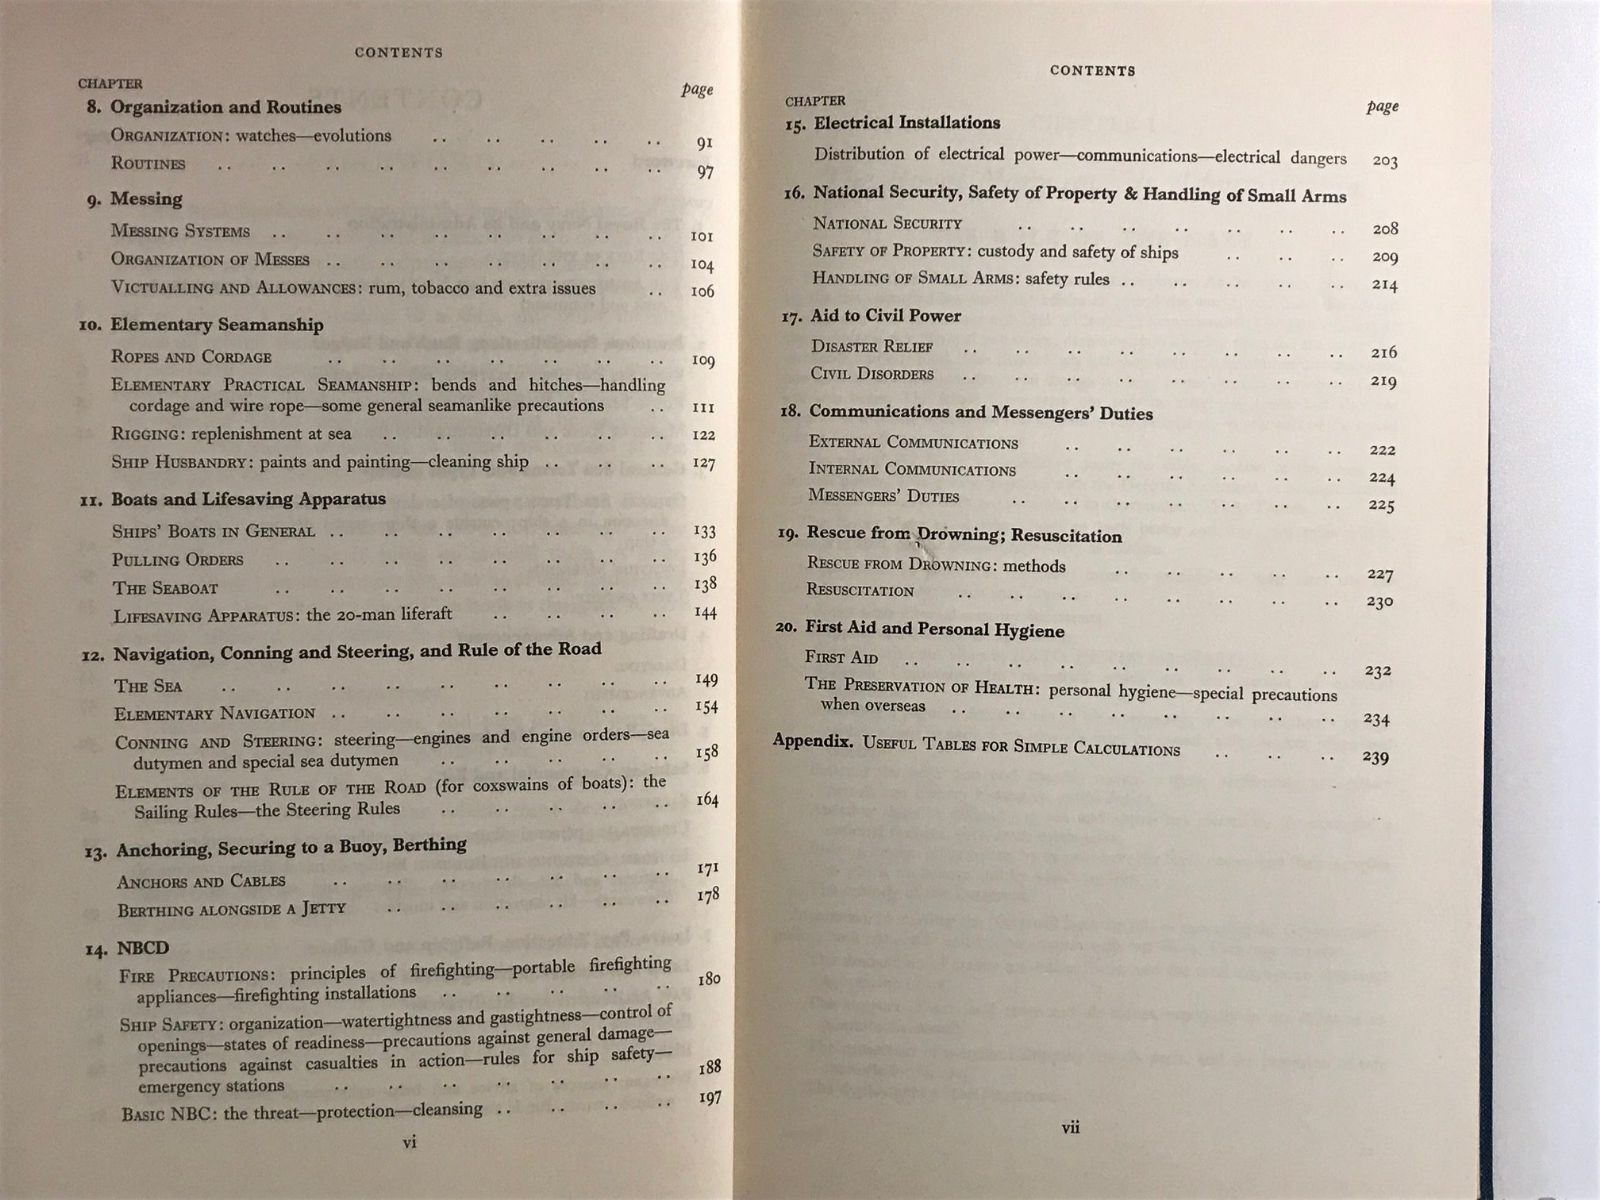 CONTENTS
CHAPTER page
8. Organization and Routines
ORGANIZATION: watches—evolutions .. .. .. .. .. 91
ROUTINES .. .. .. .. .. .. .. .. .. 97
9. Messing
MESSING SYSTEMS .. .. .. .. .. .. .. .. 101
ORGANIZATION OF MESSES .. .. .. .. .. .. .. 104
VICTUALLING AND ALLOWANCES: rum, tobacco and extra issues .. 106
10. Elementary Seamanship
ROPES AND CORDAGE .. .. .. .. .. .. .. 109
ELEMENTARY PRACTICAL SEAMANSHIP: bends and hitches—handling
cordage and wire rope—some general seamanlike precautions .. 111
RIGGING: replenishment at sea .. .. .. .. .. .. 122
SHIP HUSBANDRY: paints and painting—cleaning ship .. .. .. 127
11. Boats and Lifesaving Apparatus
SHIPS' BOATS IN GENERAL .. .. .. .. .. .. .. 133
PULLING ORDERS .. .. .. .. .. .. .. .. 136
THE SEABOAT .. .. .. .. .. .. .. .. 138
LIFESAVING APPARATUS: the 20-man liferaft .. .. .. .. 144
12. Navigation, Conning and Steering, and Rule of the Road
THE SEA .. .. .. .. .. .. .. .. .. 149
ELEMENTARY NAVIGATION .. .. .. .. .. .. .. 154
CONNING AND STEERING: steering—engines and engine orders—sea
dutymen and special sea dutymen .. .. .. .. .. 158
ELEMENTS OF THE RULE OF THE ROAD (for coxswains of boats): the
Sailing Rules—the Steering Rules .. .. .. .. .. 164
13. Anchoring, Securing to a Buoy, Berthing
ANCHORS AND CABLES .. .. .. .. .. .. .. 171
BERTHING ALONGSIDE A JETTY .. .. .. .. .. .. 178
14. NBCD
FIRE PRECAUTIONS: principles of firefighting—portable firefighting
appliances—firefighting installations .. .. .. .. .. 180
SHIP SAFETY: organization—watertightness and gastightness—control of
openings—states of readiness—precautions against general damage—
precautions against casualties in action—rules for ship safety—
emergency stations .. .. .. .. .. .. .. 188
BASIC NBC: the threat—protection—cleansing .. .. .. .. 197
vi
CONTENTS
CHAPTER page
15. Electrical Installations
Distribution of electrical power—communications—electrical dangers 203
16. National Security, Safety of Property & Handling of Small Arms
NATIONAL SECURITY .. .. .. .. .. .. .. 208
SAFETY OF PROPERTY: custody and safety of ships .. .. .. 209
HANDLING OF SMALL ARMS: safety rules .. .. .. .. .. 214
17. Aid to Civil Power
DISASTER RELIEF .. .. .. .. .. .. .. .. 216
CIVIL DISORDERS .. .. .. .. .. .. .. .. 219
18. Communications and Messengers' Duties
EXTERNAL COMMUNICATIONS .. .. .. .. .. .. 222
INTERNAL COMMUNICATIONS .. .. .. .. .. .. 224
MESSENGERS' DUTIES .. .. .. .. .. .. .. 225
19. Rescue from Drowning; Resuscitation
RESCUE FROM DROWNING: methods .. .. .. .. .. 227
RESUSCITATION .. .. .. .. .. .. .. .. 230
20. First Aid and Personal Hygiene
FIRST AID .. .. .. .. .. .. .. .. .. 232
THE PRESERVATION OF HEALTH: personal hygiene—special precautions
when overseas .. .. .. .. .. .. .. .. 234
Appendix. USEFUL TABLES FOR SIMPLE CALCULATIONS .. .. .. 239
vii